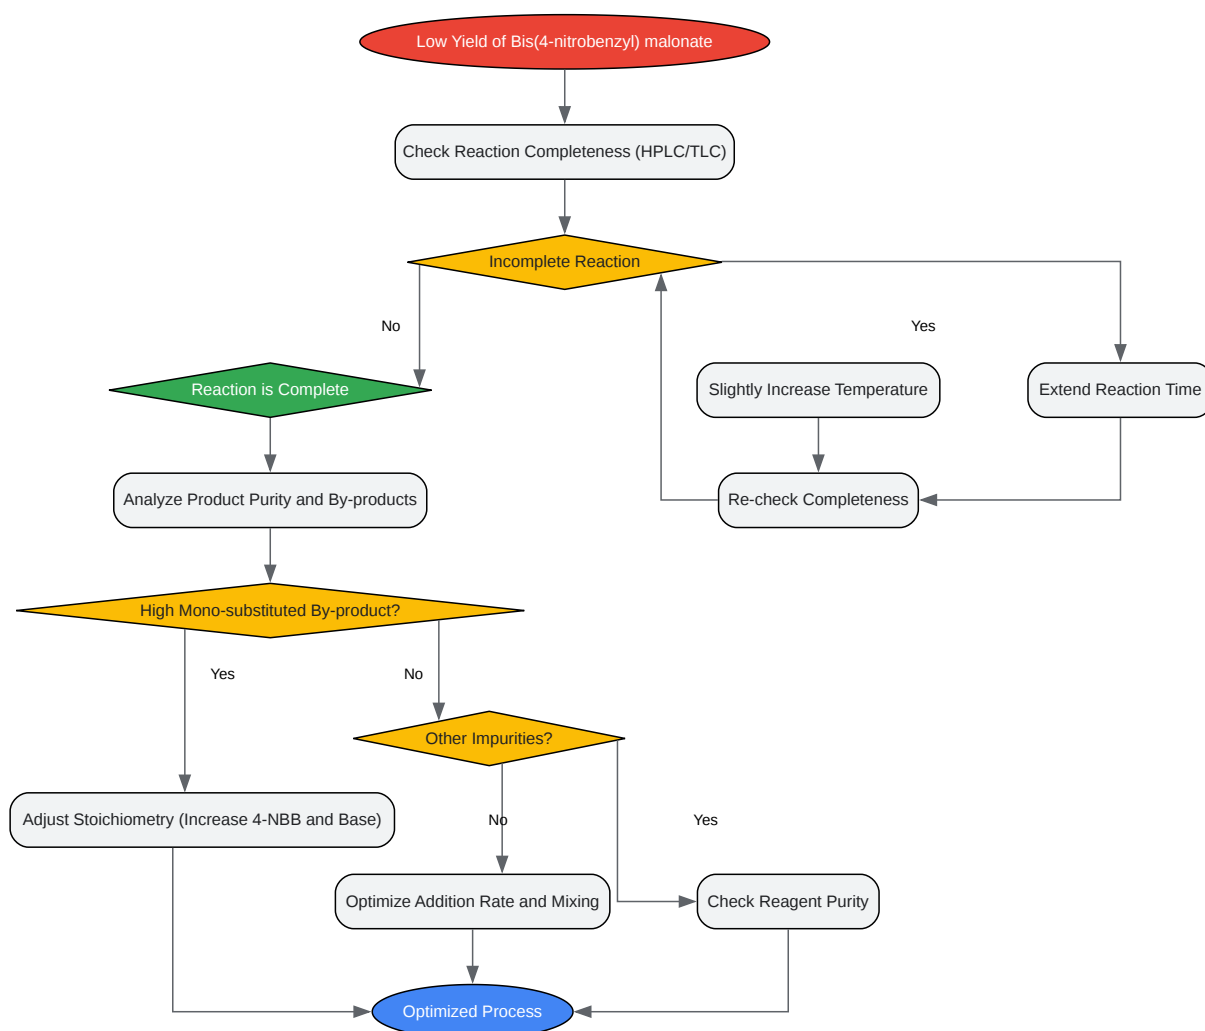 Low Yield of Bis(4-nitrobenzyl) malonate
Check Reaction Completeness (HPLC/TLC)
Incomplete Reaction
No
Yes
Reaction is Complete
Slightly Increase Temperature
Extend Reaction Time
Analyze Product Purity and By-products
Re-check Completeness
High Mono-substituted By-product?
Yes
No
Other Impurities?
Adjust Stoichiometry (Increase 4-NBB and Base)
No
Yes
Optimize Addition Rate and Mixing
Check Reagent Purity
Optimized Process